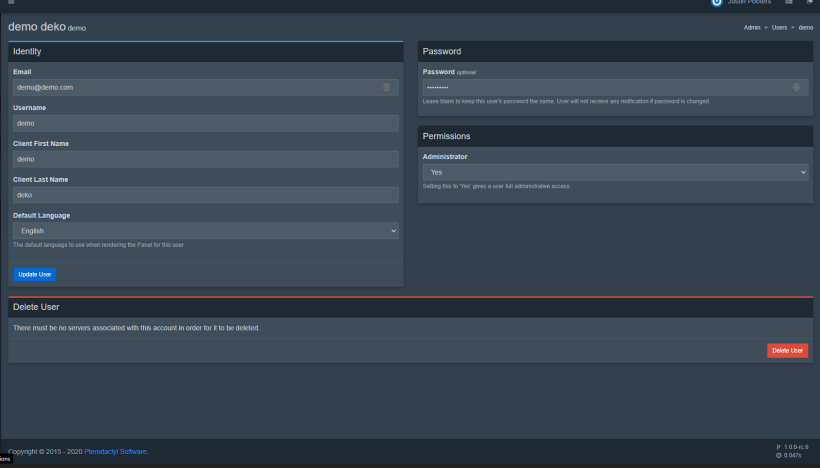 Justin Pooters
demo deko demo
Admin > Users > demo
Identity
Email
demo@demo.com
Username
demo
Client First Name
demo
Client Last Name
deko
Default Language
English
The default language to use when rendering the Panel for this user.
Update User
Password
Password optional
Leave blank to keep this user's password the same. User will not receive any notification if password is changed.
Permissions
Administrator
Yes
Setting this to 'Yes' gives a user full administrative access.
Delete User
There must be no servers associated with this account in order for it to be deleted.
Delete User
Copyright © 2015 - 2020 Pterodactyl Software.
1.0.0-rc.6
0.047s
ions